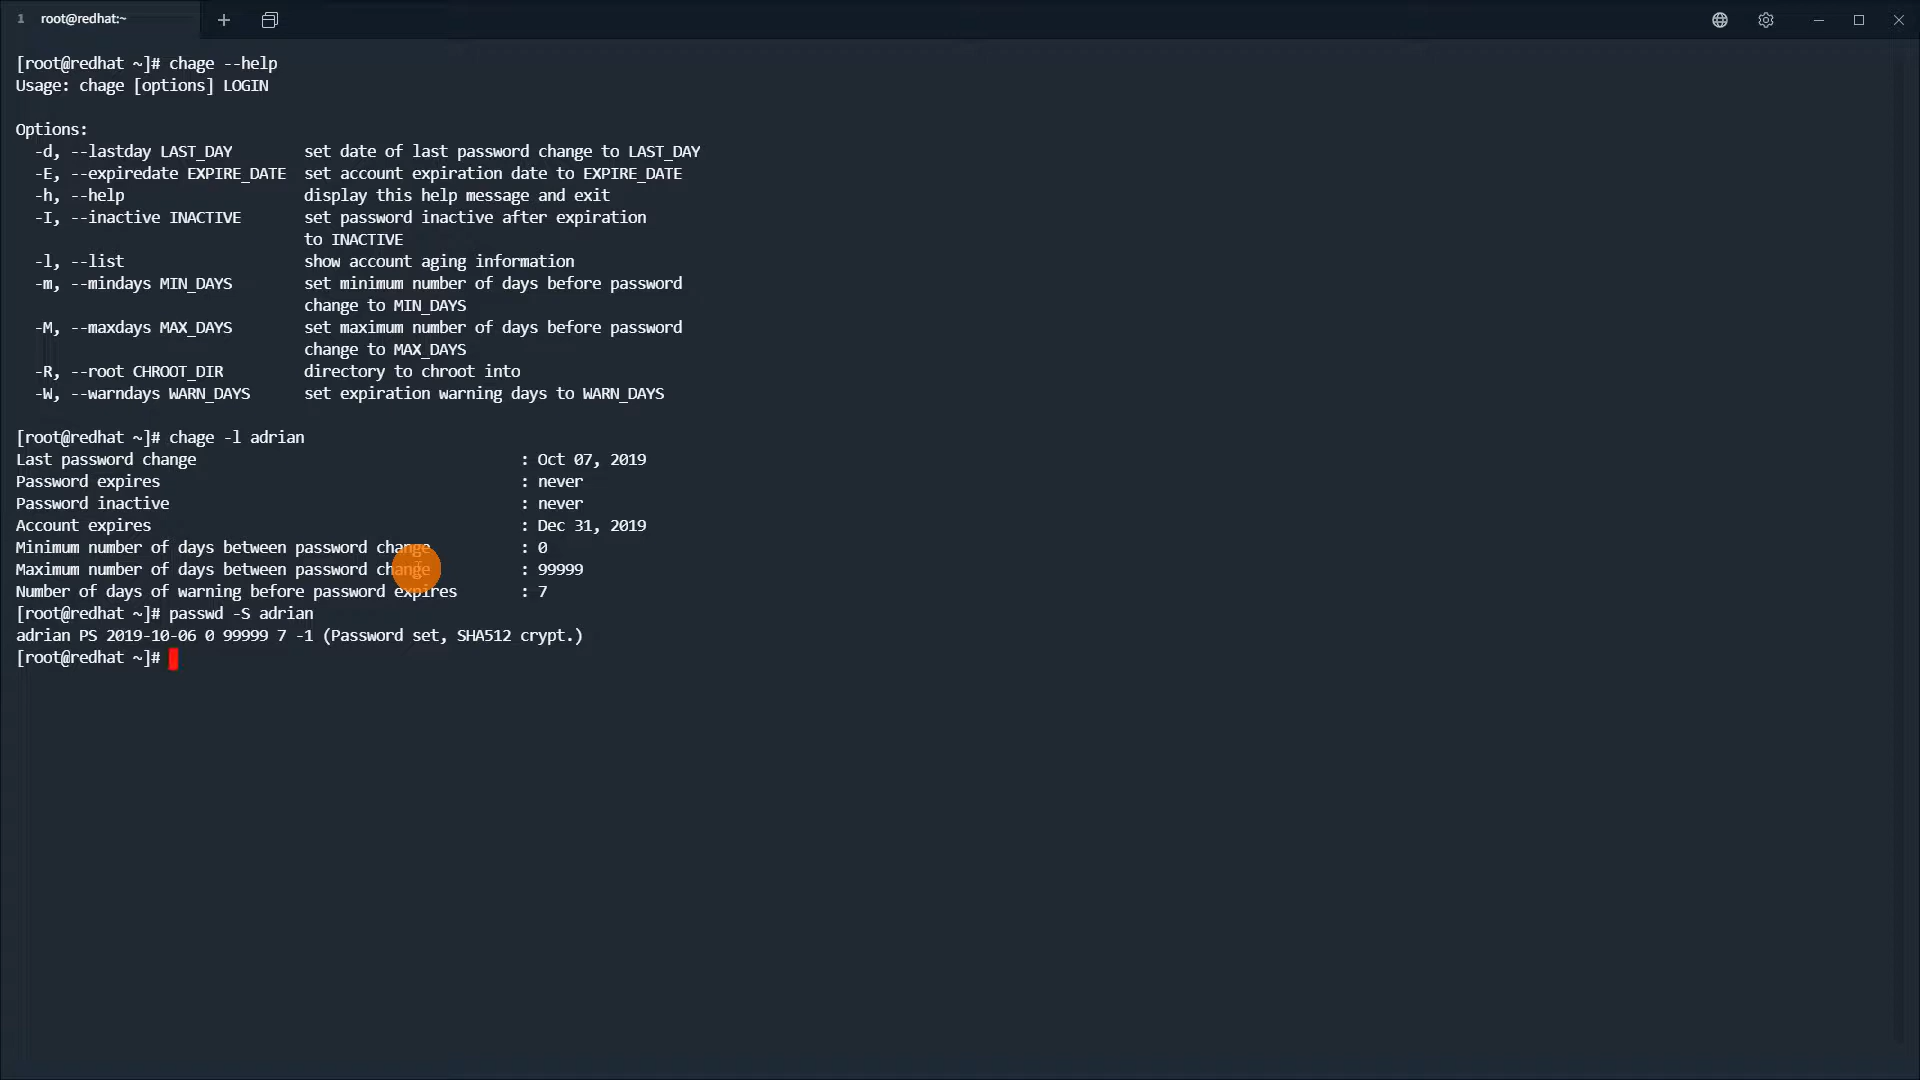 1 root@redhat:~
[root@redhat ~]# chage --help
Usage: chage [options] LOGIN
Options:
-d, --lastday LAST_DAY set date of last password change to LAST_DAY
-E, --expiredate EXPIRE_DATE set account expiration date to EXPIRE_DATE
-h, --help display this help message and exit
-I, --inactive INACTIVE set password inactive after expiration
to INACTIVE
-l, --list show account aging information
-m, --mindays MIN_DAYS set minimum number of days before password
change to MIN_DAYS
-M, --maxdays MAX_DAYS set maximum number of days before password
change to MAX_DAYS
-R, --root CHROOT_DIR directory to chroot into
-W, --warndays WARN_DAYS set expiration warning days to WARN_DAYS
[root@redhat ~]# chage -l adrian
Last password change : Oct 07, 2019
Password expires : never
Password inactive : never
Account expires : Dec 31, 2019
Minimum number of days between password change : 0
Maximum number of days between password change : 99999
Number of days of warning before password expires : 7
[root@redhat ~]# passwd -S adrian
adrian PS 2019-10-06 0 99999 7 -1 (Password set, SHA512 crypt.)
[root@redhat ~]#